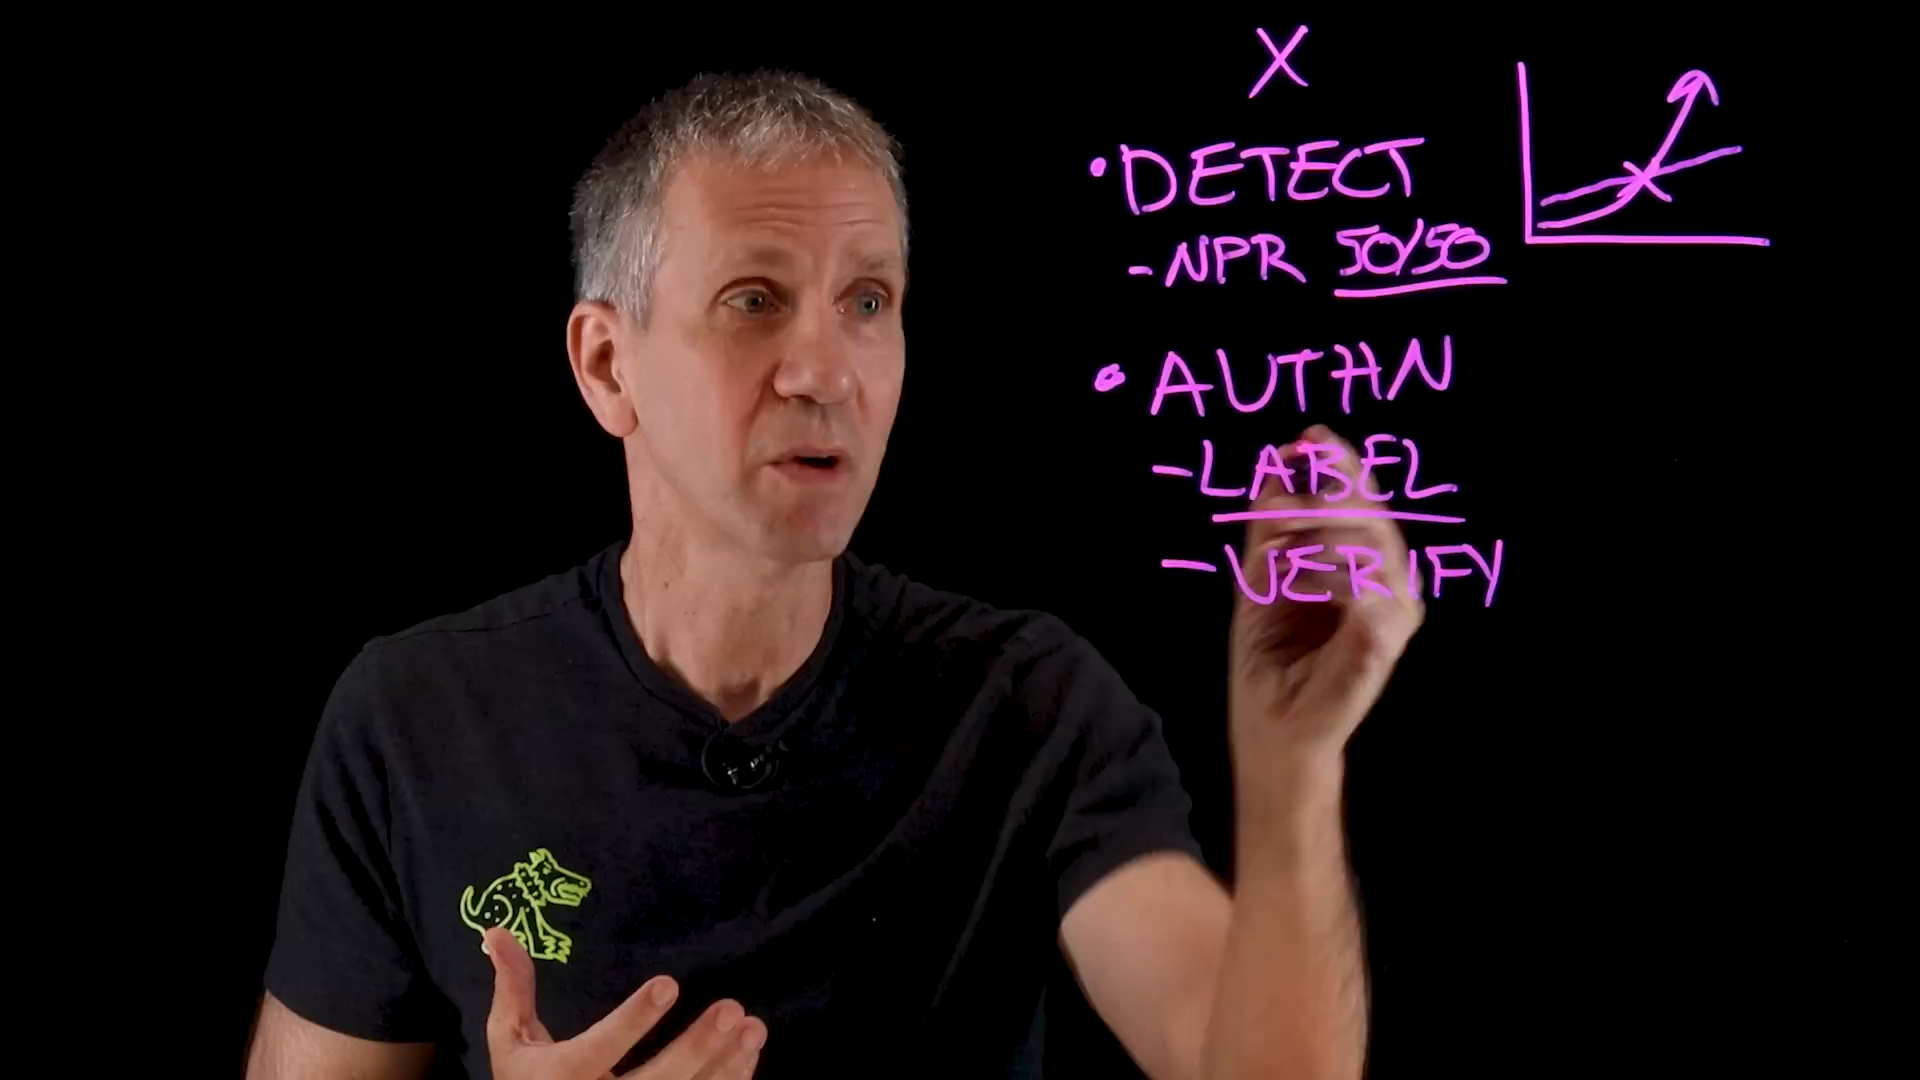 X
• DETECT
- NPR 50/50
• AUTHN
- LABEL
- VERIFY